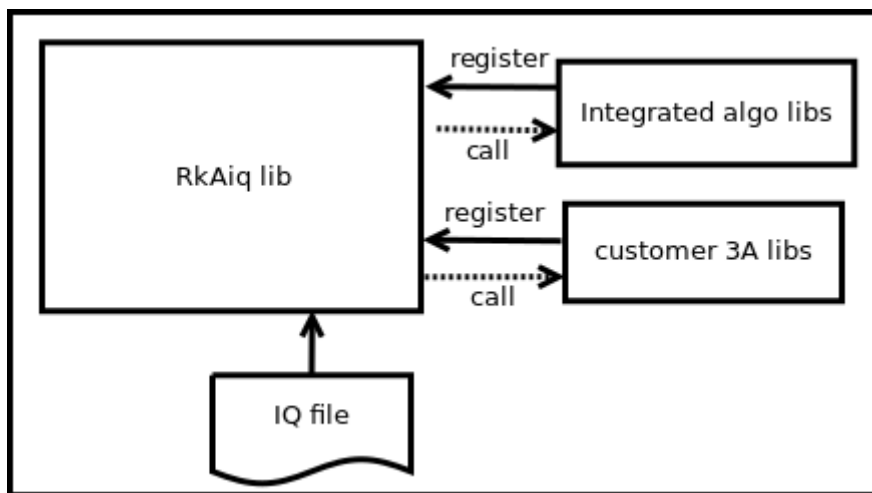 register
Integrated algo libs
call
RkAiq lib
register
customer 3A libs
call
IQ file